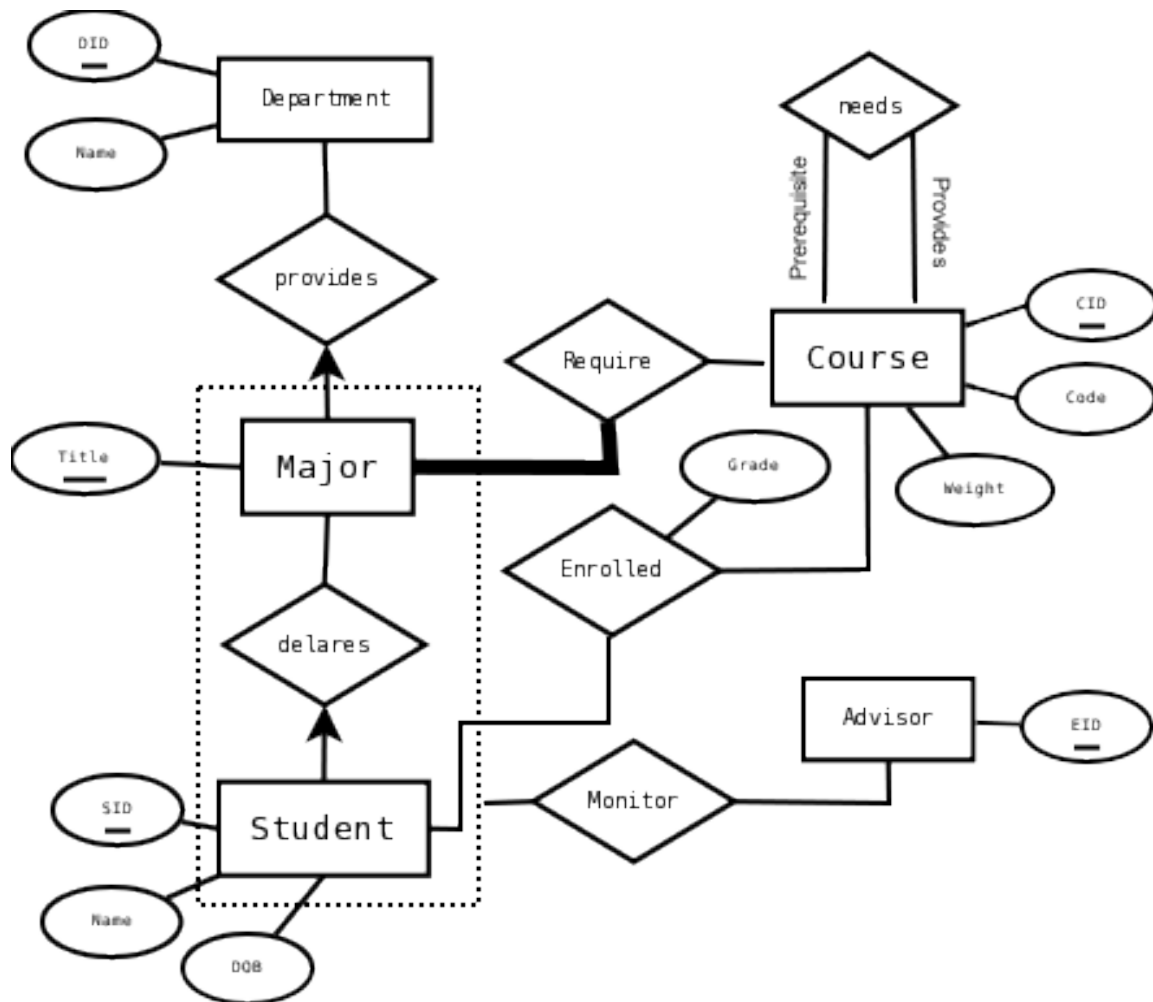 DID
Department
Name
needs
Prerequisite
Provides
provides
CID
Require
Course
Code
Title
Major
Grade
Weight
Enrolled
delares
Advisor
EID
SID
Student
Monitor
Name
DOB